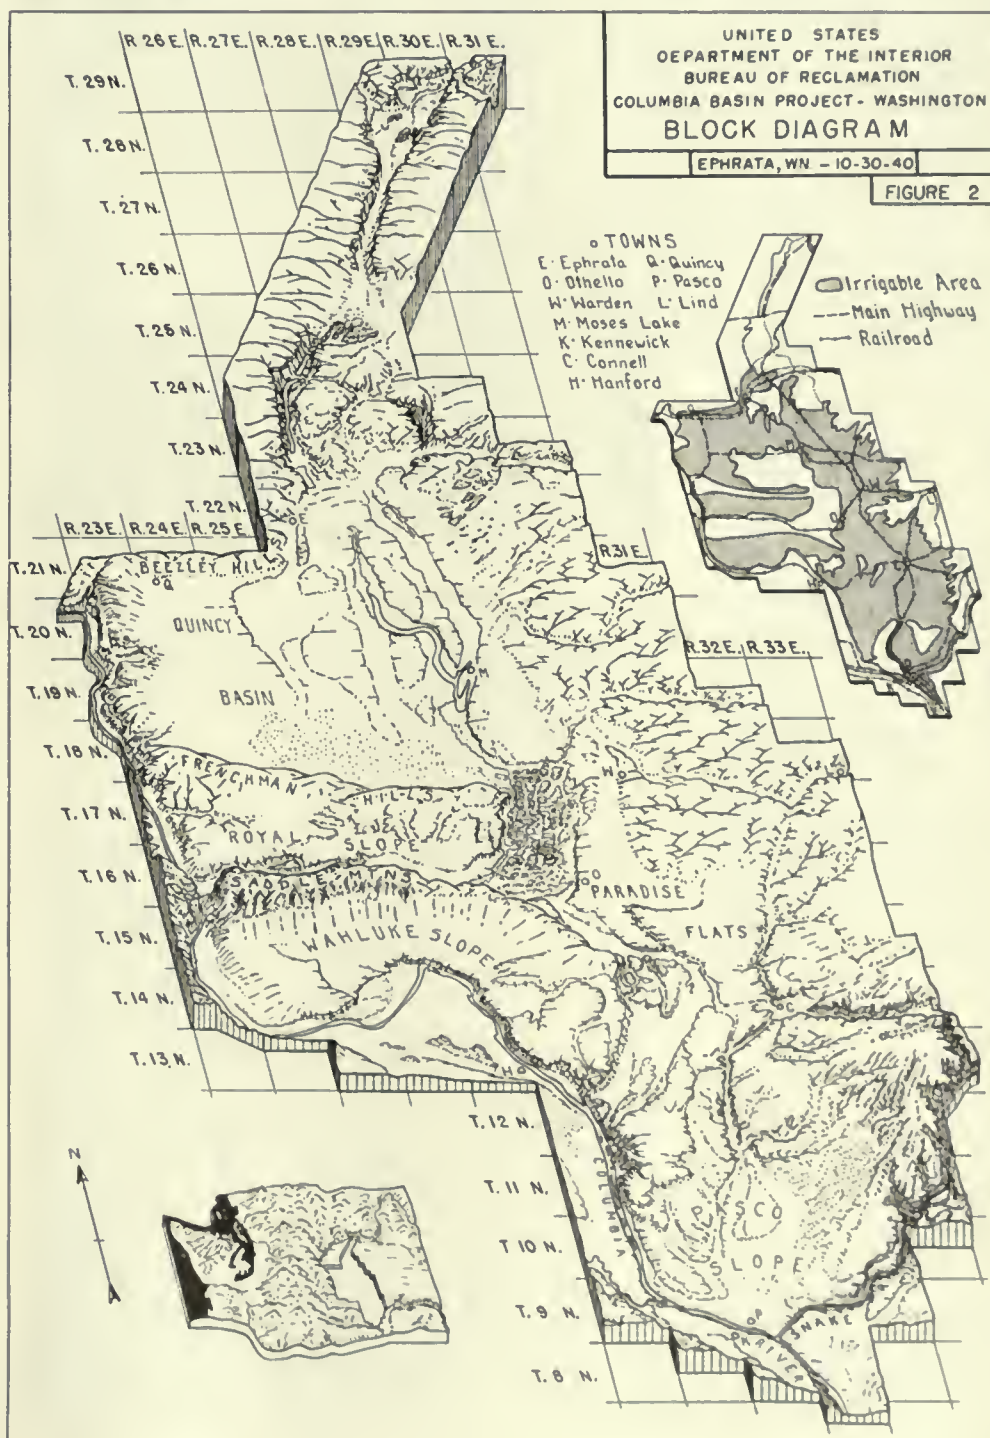 UNITED STATES
DEPARTMENT OF THE INTERIOR
BUREAU OF RECLAMATION
COLUMBIA BASIN PROJECT - WASHINGTON
BLOCK DIAGRAM
EPHRATA, WN - 10-30-40
FIGURE 2
R 26 E. R. 27 E. R. 28 E. R. 29 E R. 30 E. R. 31 E.
T. 29 N.
T. 28 N.
T. 27 N.
T. 26 N.
T. 25 N.
T. 24 N.
T. 23 N.
T. 22 N.
o TOWNS
E · Ephrata Q · Quincy
O · Othello P · Pasco
W · Warden L · Lind
M · Moses Lake
K · Kennewick
C · Connell
H · Hanford
Irrigable Area
Main Highway
Railroad
R. 23 E. R. 24 E. R. 25 E
E
T. 21 N.
BEEZLEY HILLS
Q
R 31 E.
T. 20 N.
QUINCY
R. 32 E. R. 33 E.
T. 19 N.
BASIN
M
T. 18 N.
FRENCHMAN HILLS
W
T. 17 N.
ROYAL SLOPE
T. 16 N.
SADDLE MTNS
O
PARADISE
FLATS
T. 15 N.
WAHLUKE SLOPE
T. 14 N.
C
T. 13 N.
H
T. 12 N.
N
COLUMBIA
T. 11 N.
PASCO
T 10 N.
SLOPE
T. 9 N.
P
SNAKE
K
RIVER
T. 8 N.